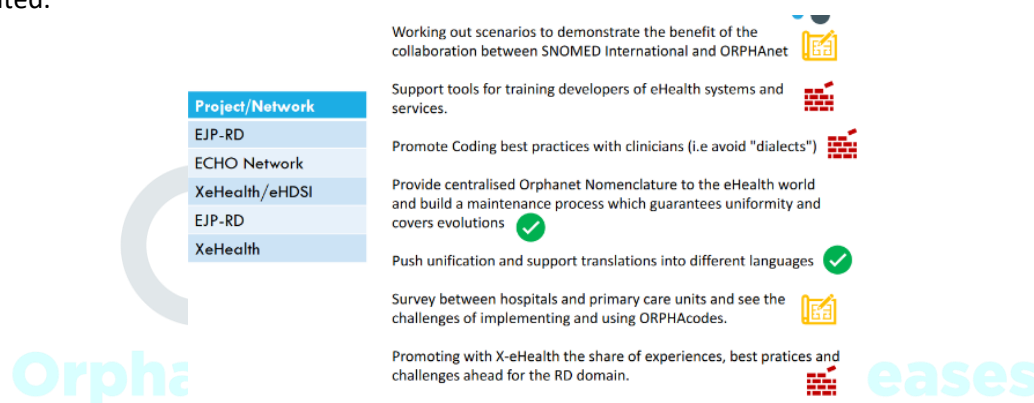 Project/Network
EJP-RD
ECHO Network
XeHealth/eHDSI
EJP-RD
XeHealth
Working out scenarios to demonstrate the benefit of the
collaboration between SNOMED International and ORPHAnet
Support tools for training developers of eHealth systems and
services.
Promote Coding best practices with clinicians (i.e avoid "dialects")
Provide centralised Orphanet Nomenclature to the eHealth world
and build a maintenance process which guarantees uniformity and
covers evolutions
Push unification and support translations into different languages
Survey between hospitals and primary care units and see the
challenges of implementing and using ORPHAcodes.
Promoting with X-eHealth the share of experiences, best pratices and
challenges ahead for the RD domain.
Orpha
eases